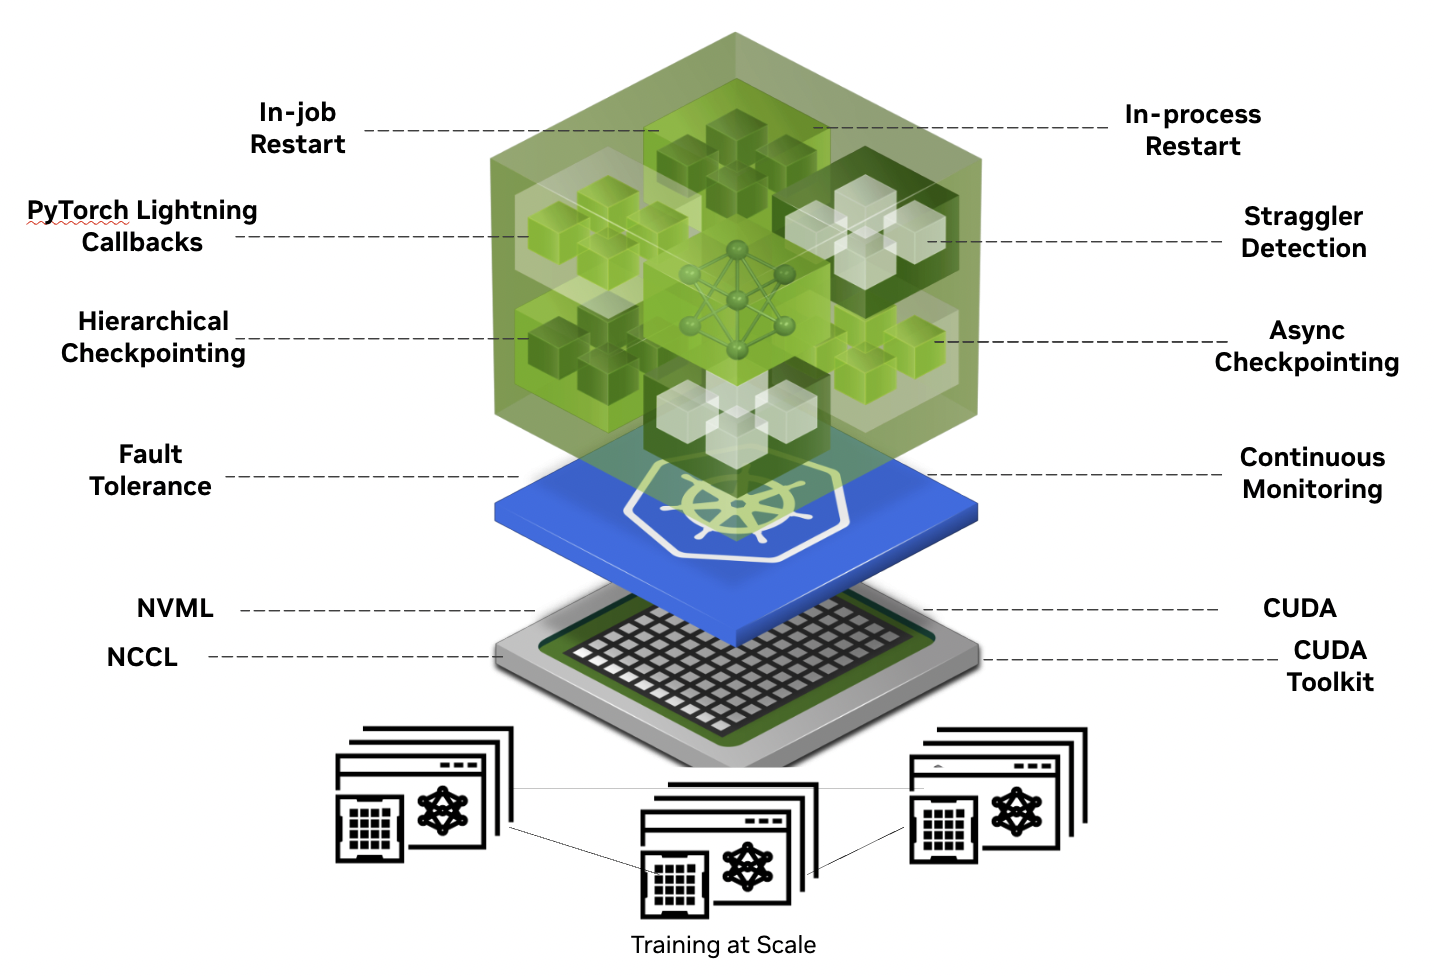 In-job
Restart
In-process
Restart
PyTorch Lightning
Callbacks
Straggler
Detection
Hierarchical
Checkpointing
Async
Checkpointing
Fault
Tolerance
Continuous
Monitoring
NVML
CUDA
NCCL
CUDA
Toolkit
Training at Scale